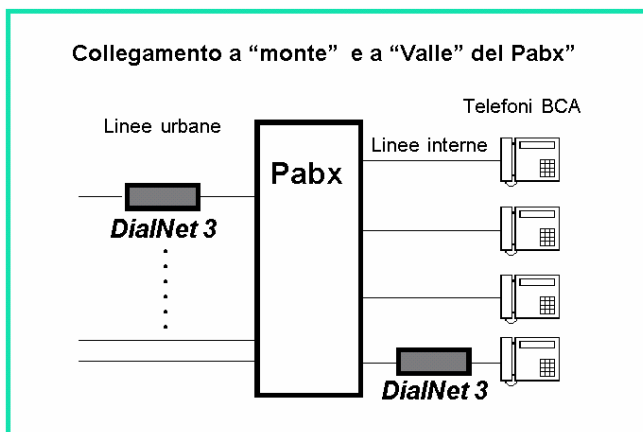 Collegamento a “monte” e a “Valle” del Pabx”
Telefoni BCA
Linee urbane
Linee interne
Pabx
DialNet 3
DialNet 3